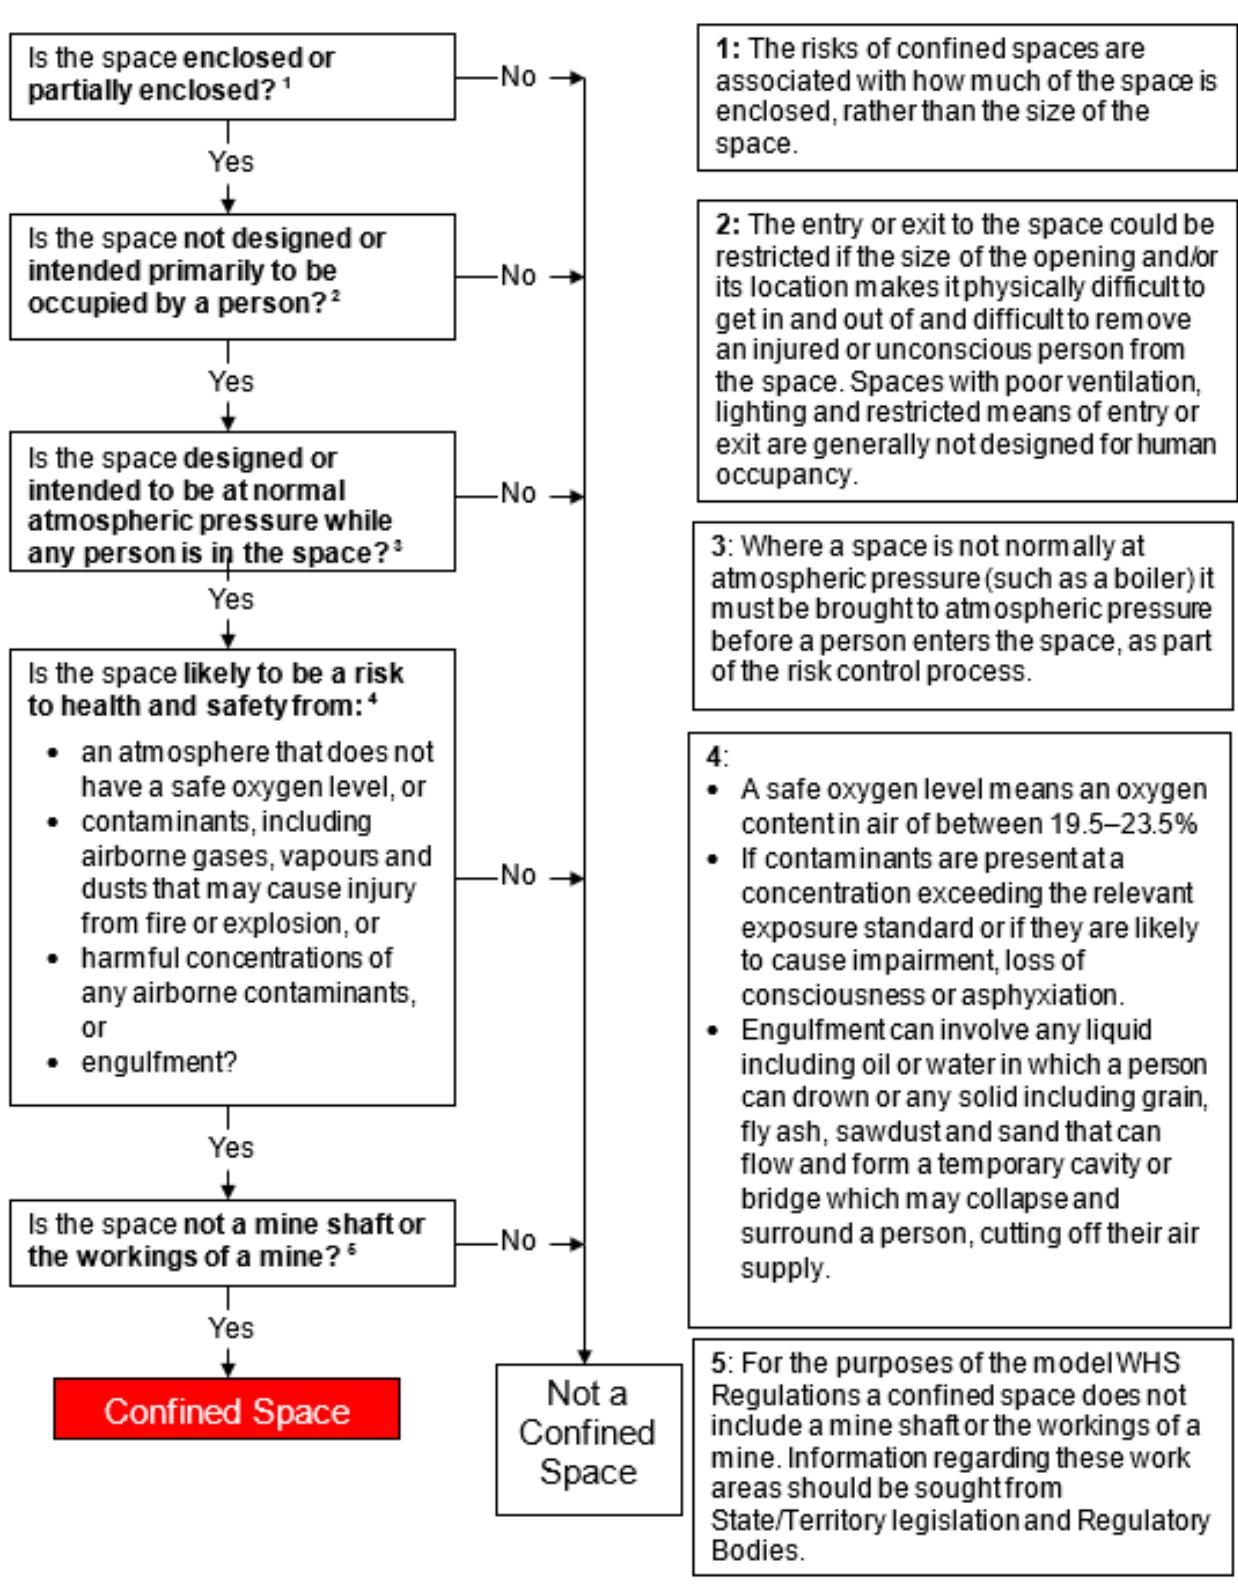 Is the space enclosed or
partially enclosed? ¹
No
Yes
Is the space not designed or
intended primarily to be
occupied by a person? ²
No
Yes
Is the space designed or
intended to be at normal
atmospheric pressure while
any person is in the space? ³
No
Yes
Is the space likely to be a risk
to health and safety from: ⁴
• an atmosphere that does not
have a safe oxygen level, or
• contaminants, including
airborne gases, vapours and
dusts that may cause injury
from fire or explosion, or
• harmful concentrations of
any airborne contaminants,
or
• engulfment?
No
Yes
Is the space not a mine shaft or
the workings of a mine? ⁵
No
Yes
Confined Space
Not a
Confined
Space
1: The risks of confined spaces are
associated with how much of the space is
enclosed, rather than the size of the
space.
2: The entry or exit to the space could be
restricted if the size of the opening and/or
its location makes it physically difficult to
get in and out of and difficult to remove
an injured or unconscious person from
the space. Spaces with poor ventilation,
lighting and restricted means of entry or
exit are generally not designed for human
occupancy.
3: Where a space is not normally at
atmospheric pressure (such as a boiler) it
must be brought to atmospheric pressure
before a person enters the space, as part
of the risk control process.
4:
• A safe oxygen level means an oxygen
content in air of between 19.5–23.5%
• If contaminants are present at a
concentration exceeding the relevant
exposure standard or if they are likely
to cause impairment, loss of
consciousness or asphyxiation.
• Engulfment can involve any liquid
including oil or water in which a person
can drown or any solid including grain,
fly ash, sawdust and sand that can
flow and form a temporary cavity or
bridge which may collapse and
surround a person, cutting off their air
supply.
5: For the purposes of the model WHS
Regulations a confined space does not
include a mine shaft or the workings of a
mine. Information regarding these work
areas should be sought from
State/Territory legislation and Regulatory
Bodies.